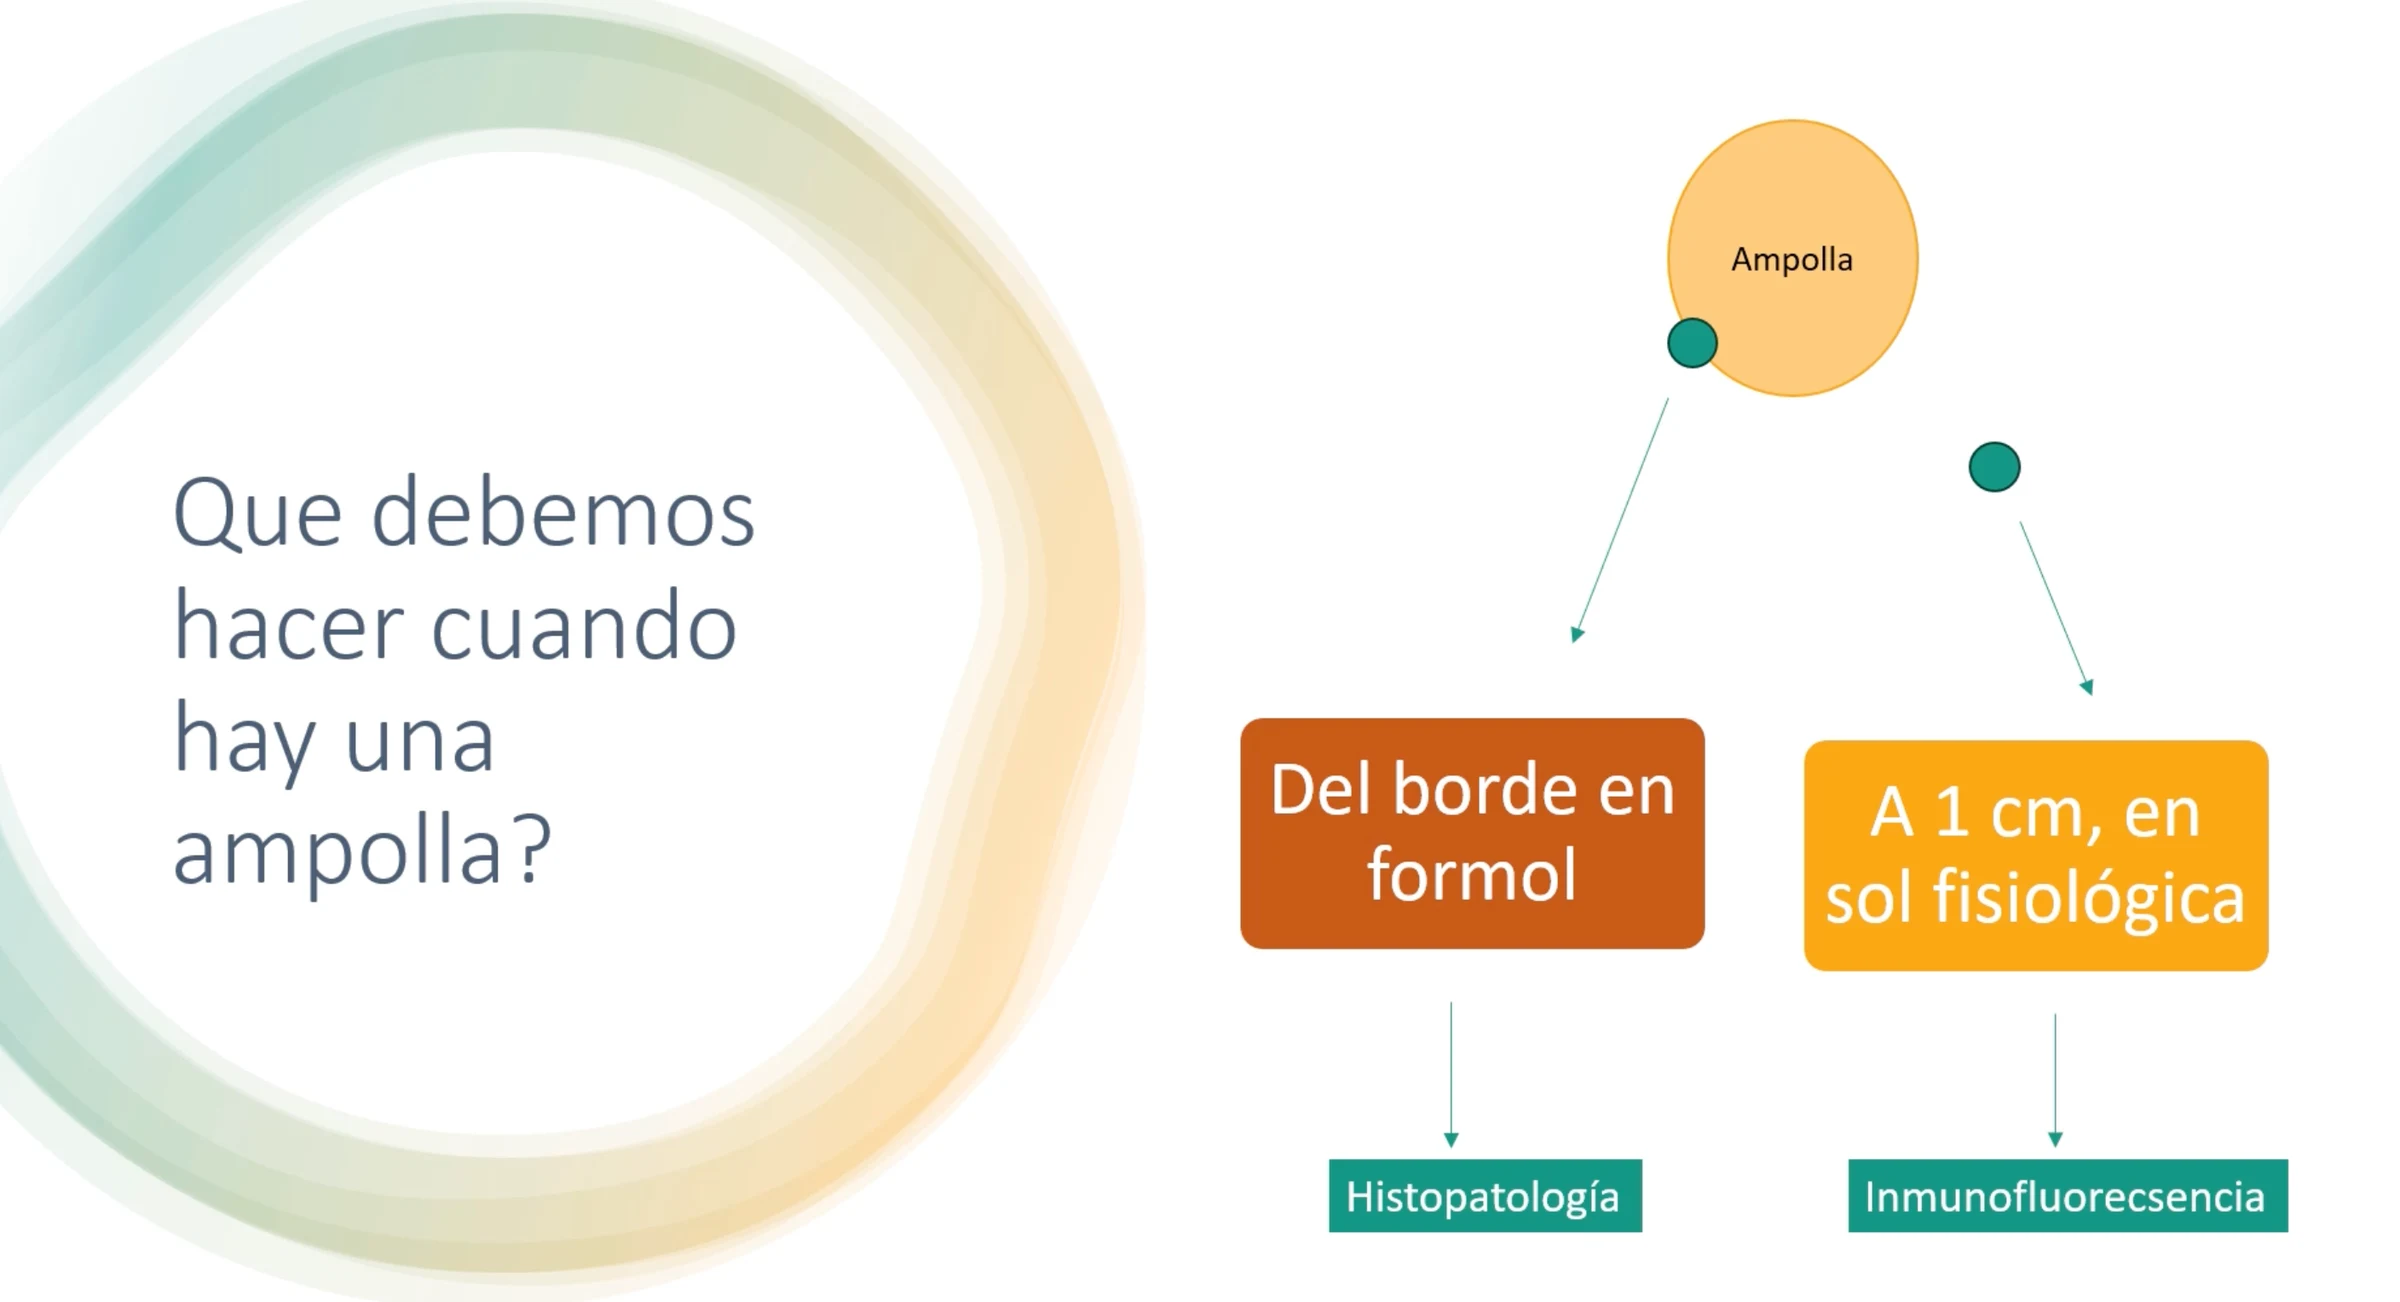 Que debemos
hacer cuando
hay una
ampolla?
Ampolla
Del borde en
formol
A 1 cm, en
sol fisiológica
Histopatología
Inmunofluorecsencia